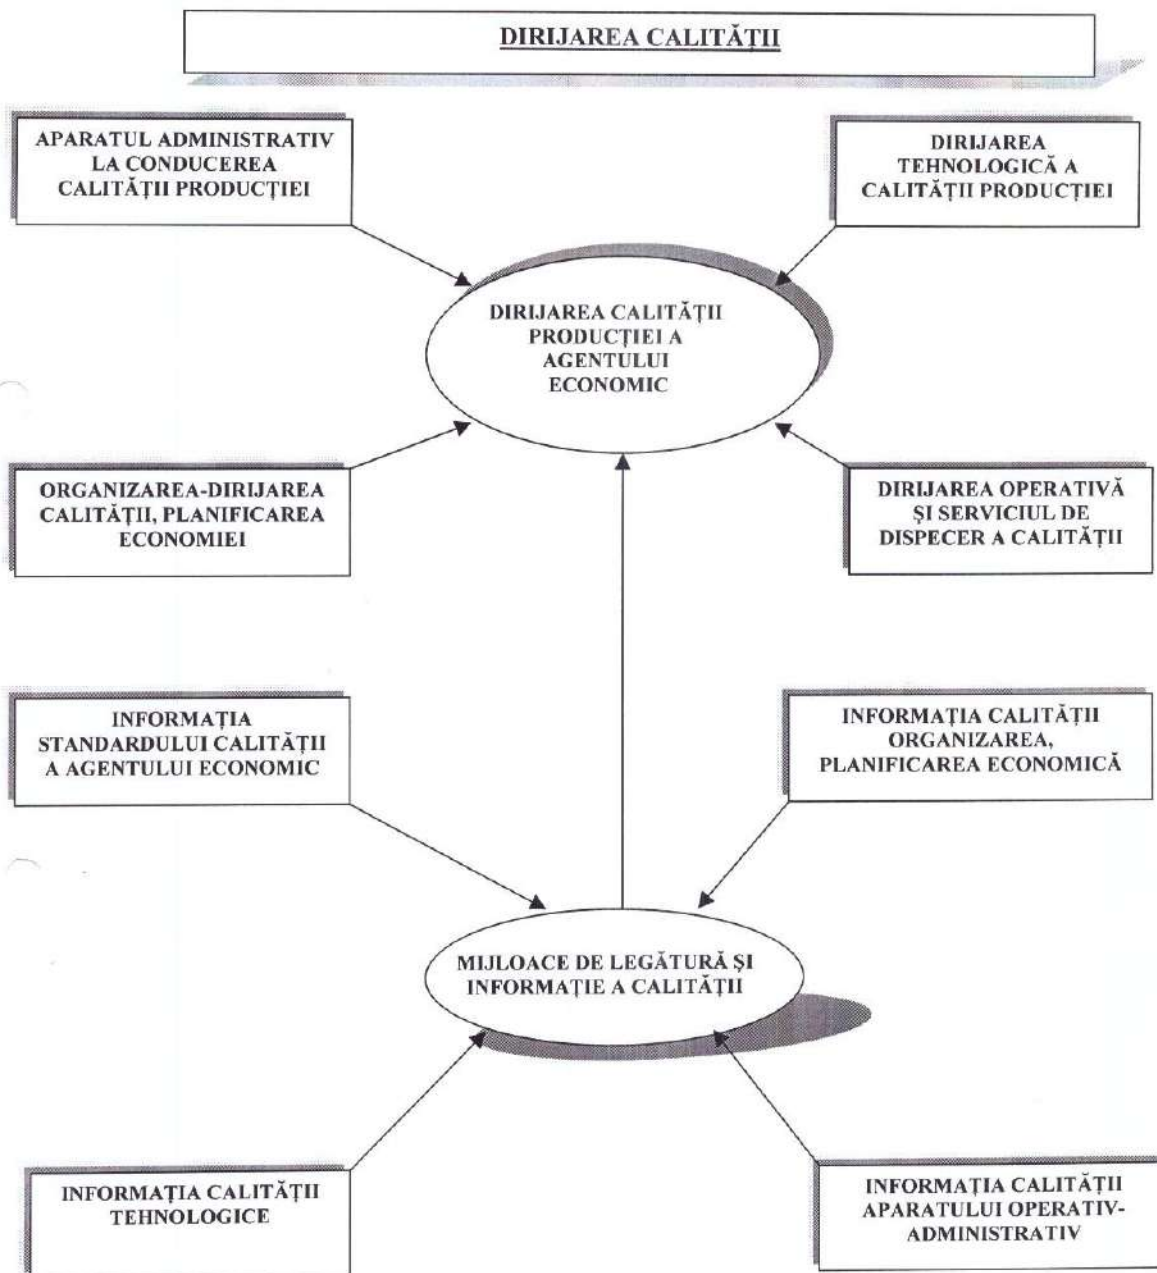 DIRIJAREA CALITĂȚII
APARATUL ADMINISTRATIV
LA CONDUCEREA
CALITĂȚII PRODUCȚIEI
DIRIJAREA
TEHNOLOGICĂ A
CALITĂȚII PRODUCȚIEI
DIRIJAREA CALITĂȚII
PRODUCȚIEI A
AGENTULUI
ECONOMIC
ORGANIZAREA-DIRIJAREA
CALITĂȚII, PLANIFICAREA
ECONOMIEI
DIRIJAREA OPERATIVĂ
ȘI SERVICIUL DE
DISPECER A CALITĂȚII
INFORMAȚIA
STANDARDULUI CALITĂȚII
A AGENTULUI ECONOMIC
INFORMAȚIA CALITĂȚII
ORGANIZAREA,
PLANIFICAREA ECONOMICĂ
MIJLOACE DE LEGĂTURĂ ȘI
INFORMAȚIE A CALITĂȚII
INFORMAȚIA CALITĂȚII
TEHNOLOGICE
INFORMAȚIA CALITĂȚII
APARATULUI OPERATIV-
ADMINISTRATIV